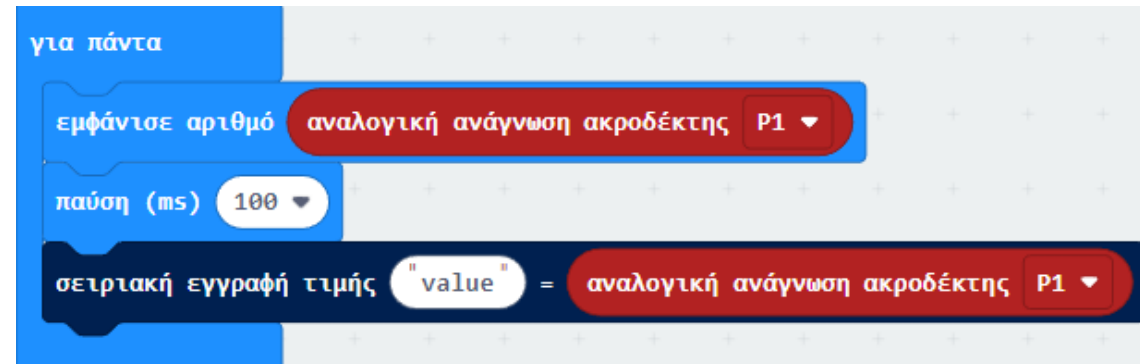 για πάντα
εμφάνισε αριθμό αναλογική ανάγνωση ακροδέκτης P1
παύση (ms) 100
σειριακή εγγραφή τιμής "value" = αναλογική ανάγνωση ακροδέκτης P1